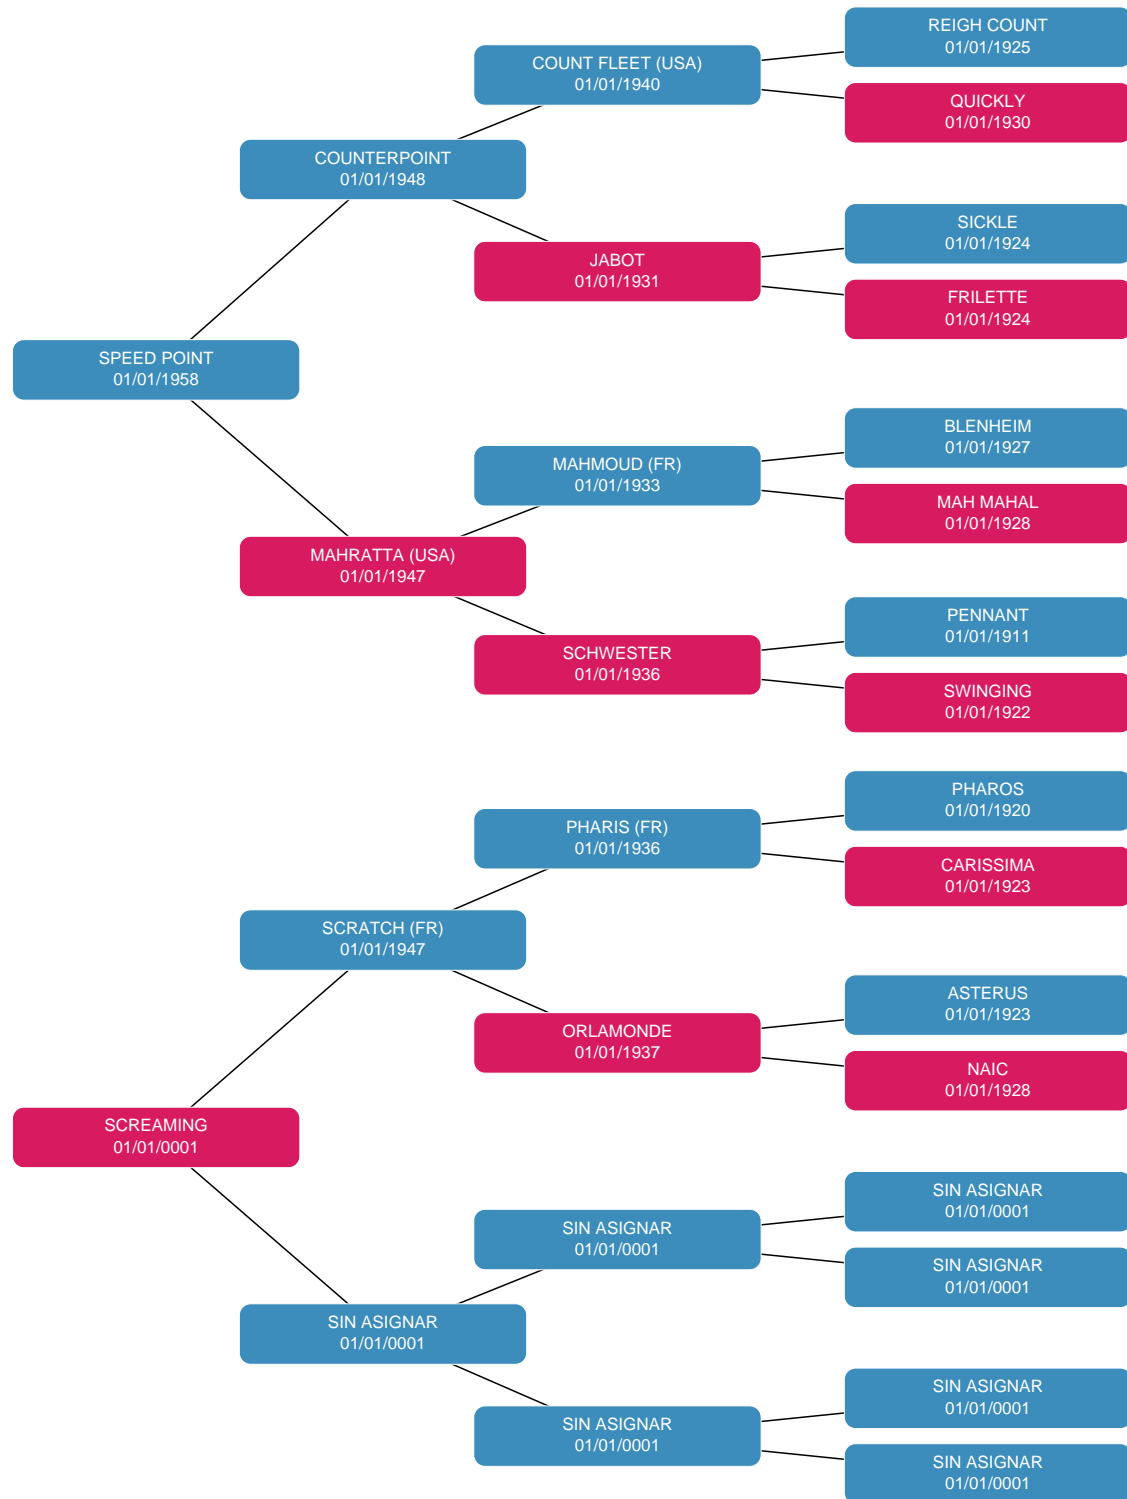 REIGH COUNT
01/01/1925
COUNT FLEET (USA)
01/01/1940
QUICKLY
01/01/1930
COUNTERPOINT
01/01/1948
SICKLE
01/01/1924
JABOT
01/01/1931
FRILETTE
01/01/1924
SPEED POINT
01/01/1958
BLENHEIM
01/01/1927
MAHMOUD (FR)
01/01/1933
MAH MAHAL
01/01/1928
MAHRATTA (USA)
01/01/1947
PENNANT
01/01/1911
SCHWESTER
01/01/1936
SWINGING
01/01/1922
PHAROS
01/01/1920
PHARIS (FR)
01/01/1936
CARISSIMA
01/01/1923
SCRATCH (FR)
01/01/1947
ASTERUS
01/01/1923
ORLAMONDE
01/01/1937
NAIC
01/01/1928
SCREAMING
01/01/0001
SIN ASIGNAR
01/01/0001
SIN ASIGNAR
01/01/0001
SIN ASIGNAR
01/01/0001
SIN ASIGNAR
01/01/0001
SIN ASIGNAR
01/01/0001
SIN ASIGNAR
01/01/0001
SIN ASIGNAR
01/01/0001